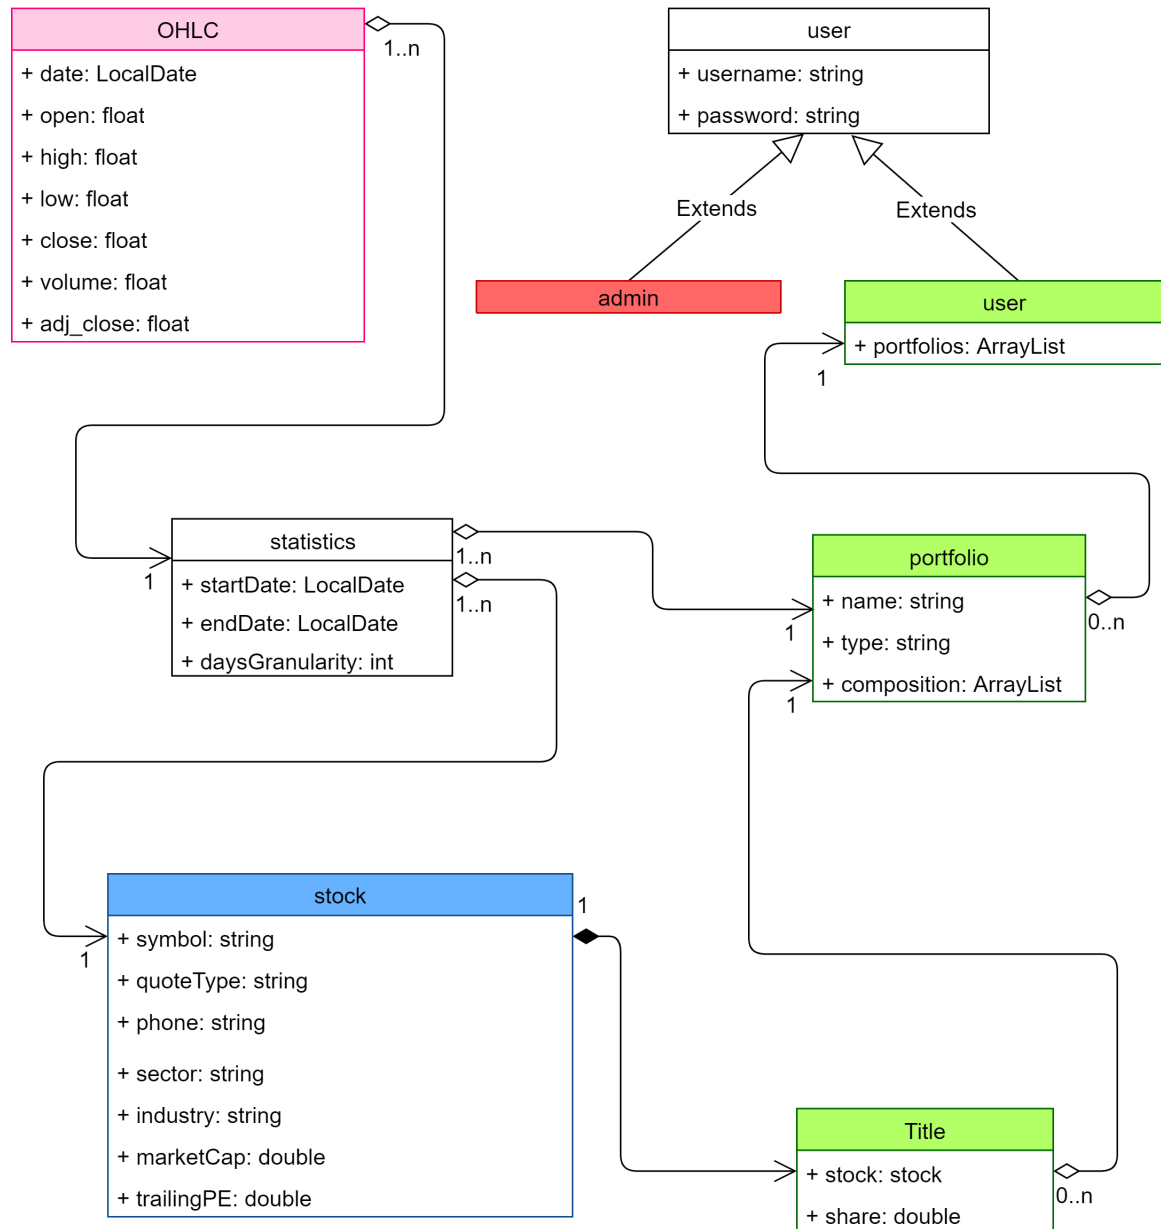 OHLC
+ date: LocalDate
+ open: float
+ high: float
+ low: float
+ close: float
+ volume: float
+ adj_close: float
1..n
user
+ username: string
+ password: string
Extends
Extends
admin
user
+ portfolios: ArrayList
1
1
statistics
+ startDate: LocalDate
+ endDate: LocalDate
+ daysGranularity: int
1..n
1..n
portfolio
+ name: string
+ type: string
+ composition: ArrayList
1
1
0..n
stock
+ symbol: string
+ quoteType: string
+ phone: string
+ sector: string
+ industry: string
+ marketCap: double
+ trailingPE: double
1
1
Title
+ stock: stock
+ share: double
0..n